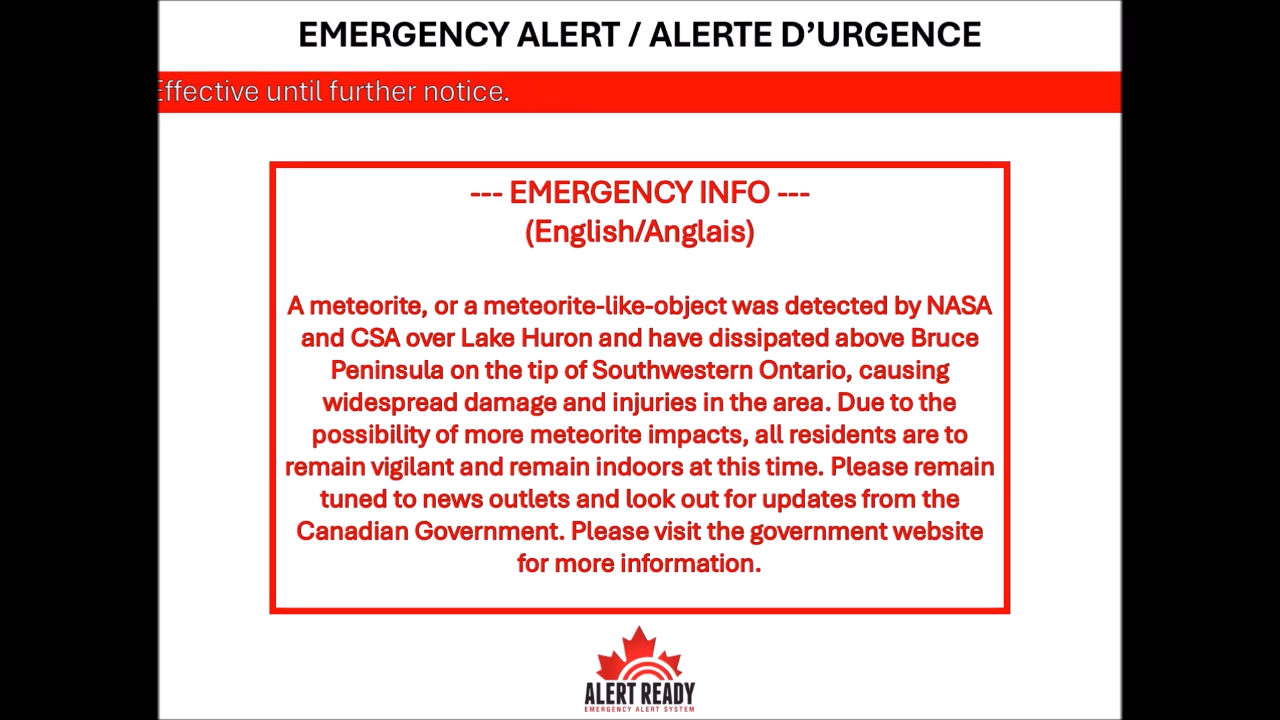 EMERGENCY ALERT / ALERTE D’URGENCE
Effective until further notice.
--- EMERGENCY INFO ---
(English/Anglais)
A meteorite, or a meteorite-like-object was detected by NASA
and CSA over Lake Huron and have dissipated above Bruce
Peninsula on the tip of Southwestern Ontario, causing
widespread damage and injuries in the area. Due to the
possibility of more meteorite impacts, all residents are to
remain vigilant and remain indoors at this time. Please remain
tuned to news outlets and look out for updates from the
Canadian Government. Please visit the government website
for more information.
ALERT READY
EMERGENCY ALERT SYSTEM